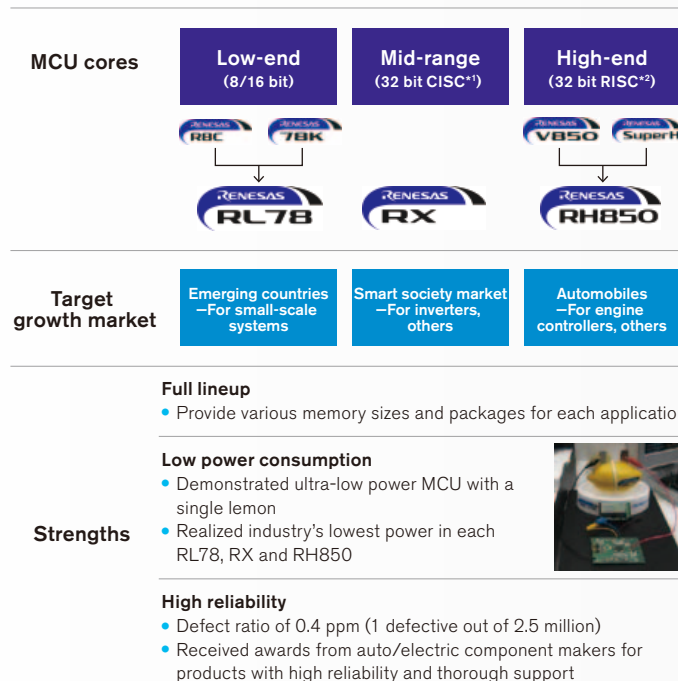 MCU cores
Low-end
(8/16 bit)
Mid-range
(32 bit CISC*1)
High-end
(32 bit RISC*2)
RENESAS
R8C
RENESAS
78K
RENESAS
V850
RENESAS
SuperH
RENESAS
RL78
RENESAS
RX
RENESAS
RH850
Target
growth market
Emerging countries
—For small-scale
systems
Smart society market
—For inverters,
others
Automobiles
—For engine
controllers, others
Strengths
Full lineup
• Provide various memory sizes and packages for each applicatio
Low power consumption
• Demonstrated ultra-low power MCU with a
single lemon
• Realized industry's lowest power in each
RL78, RX and RH850
High reliability
• Defect ratio of 0.4 ppm (1 defective out of 2.5 million)
• Received awards from auto/electric component makers for
products with high reliability and thorough support